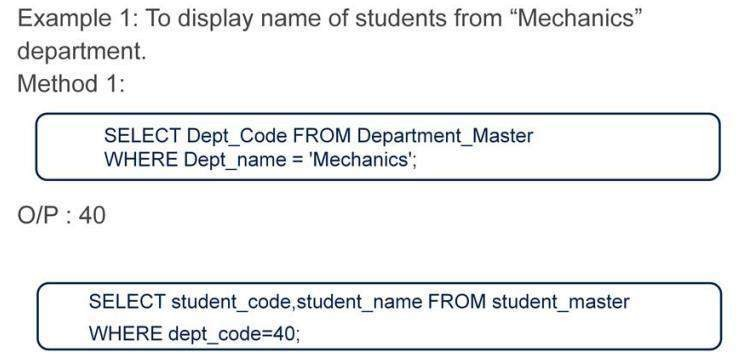 Example 1: To display name of students from “Mechanics”
department.
Method 1:
SELECT Dept_Code FROM Department_Master
WHERE Dept_name = 'Mechanics';
O/P : 40
SELECT student_code,student_name FROM student_master
WHERE dept_code=40;